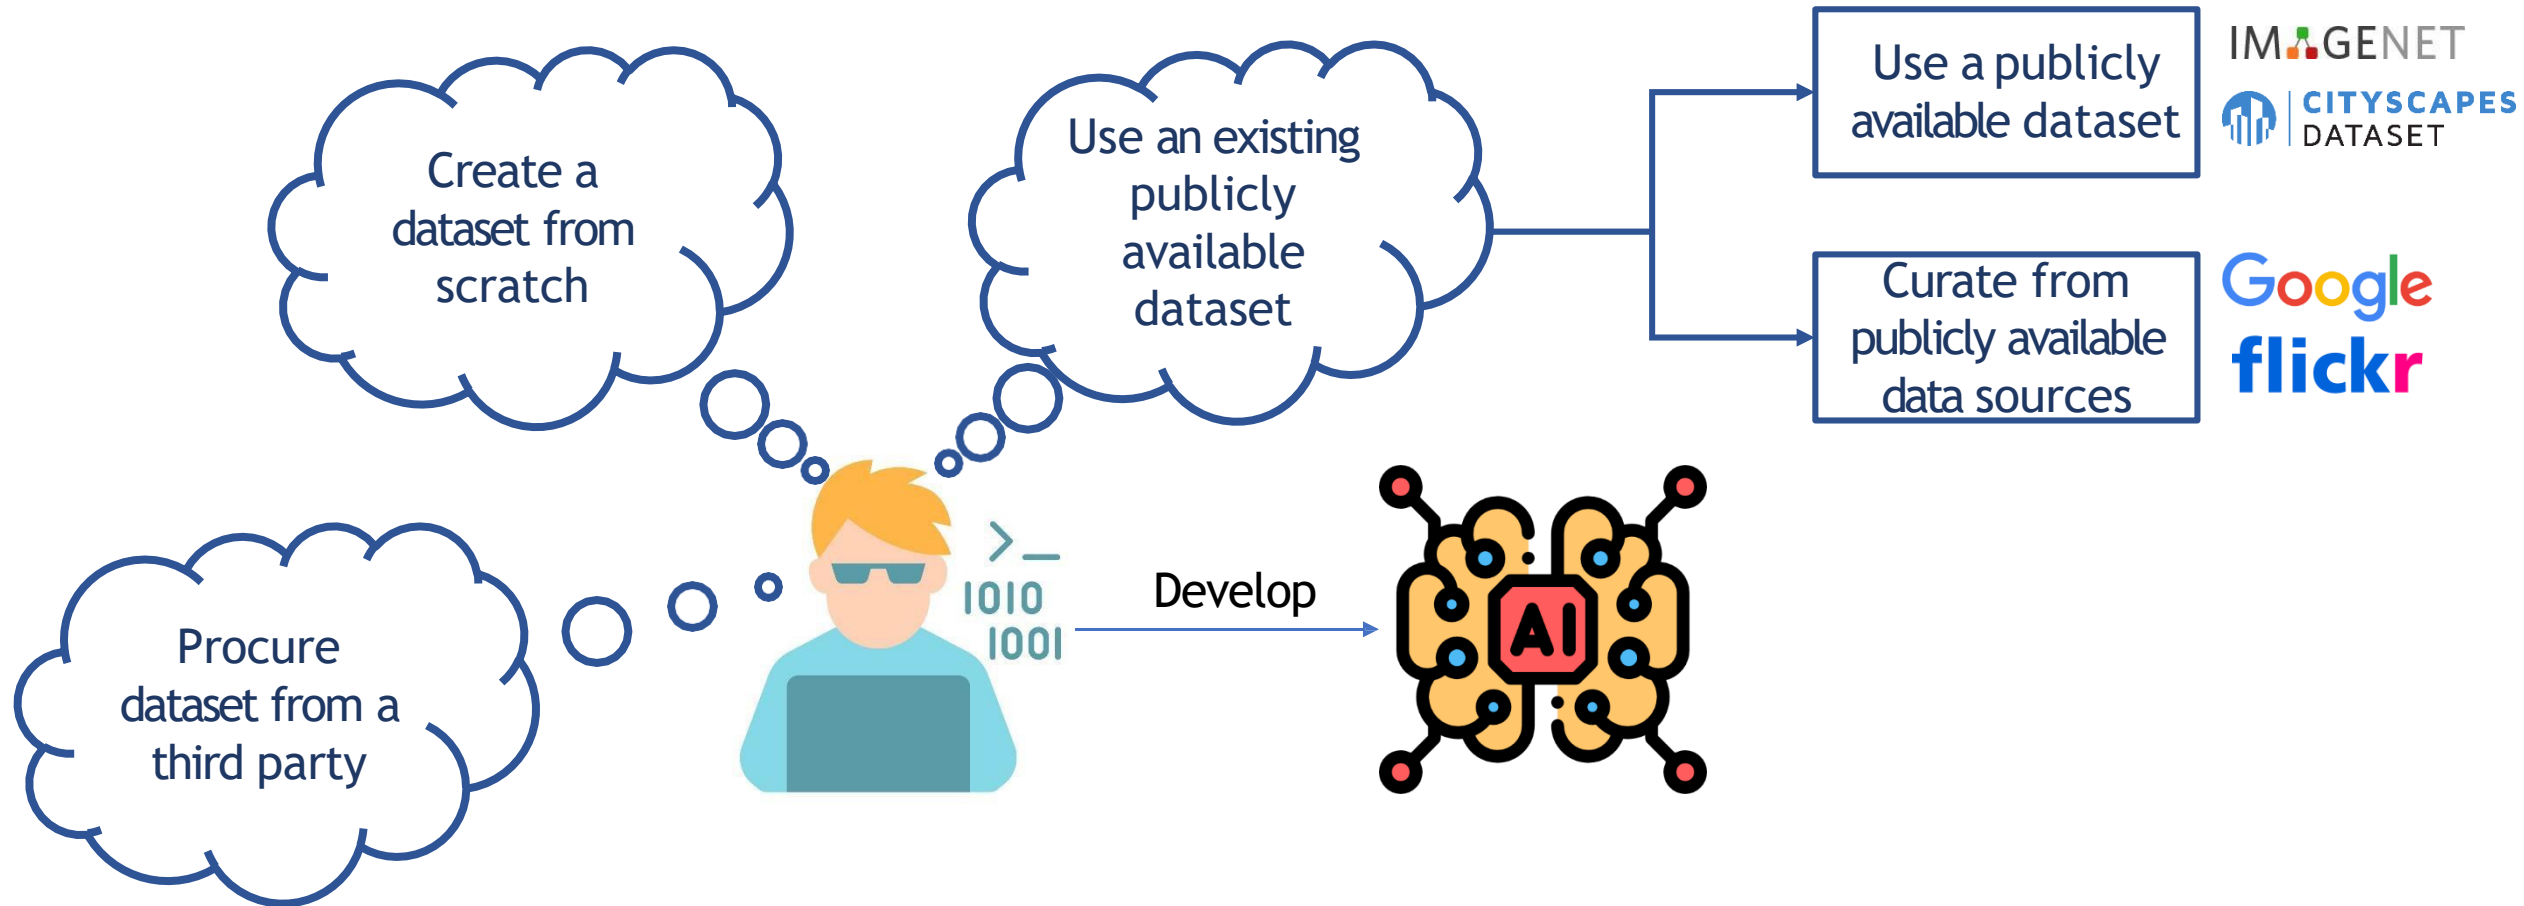 Create a
dataset from
scratch
Use an existing
publicly
available
dataset
Use a publicly
available dataset
IMAGENET
CITYSCAPES
DATASET
Curate from
publicly available
data sources
Google
flickr
Procure
dataset from a
third party
>_
1010
1001
Develop
AI